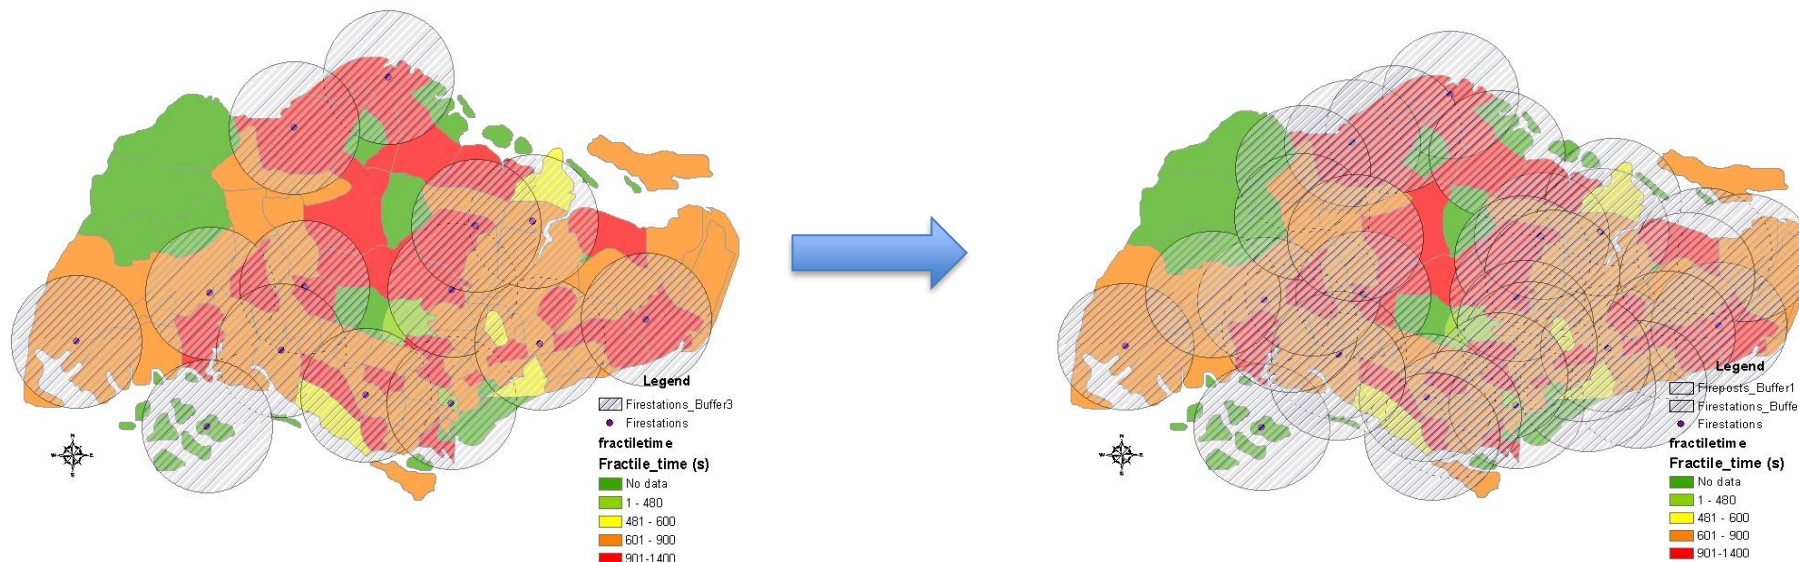 N
W E
S
Legend
Firestations_Buffer3
Firestations
fractiletime
Fractile_time (s)
No data
1 - 480
481 - 600
601 - 900
901-1400
N
W E
S
Legend
Fireposts_Buffer1
Firestations_Buffe
Firestations
fractiletime
Fractile_time (s)
No data
1 - 480
481 - 600
601 - 900
901-1400